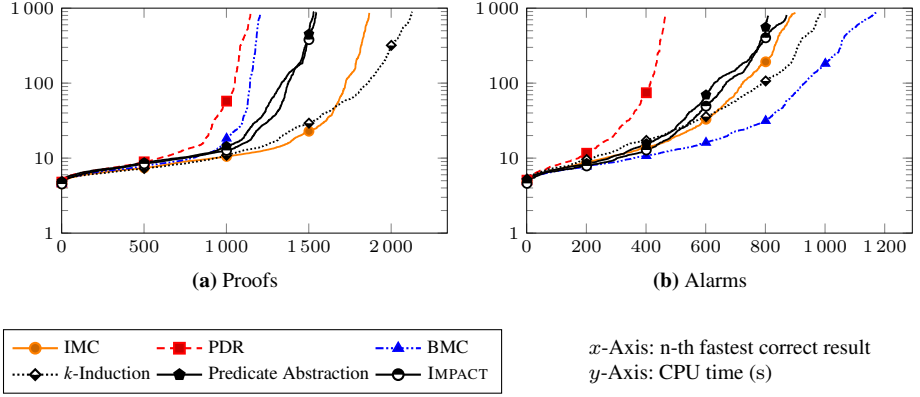 1 000
100
10
1
0
500
1 000
1 500
2 000
(a) Proofs
1 000
100
10
1
0
200
400
600
800
1 000
1 200
(b) Alarms
IMC
PDR
BMC
k-Induction
Predicate Abstraction
IMPACT
x-Axis: n-th fastest correct result
y-Axis: CPU time (s)